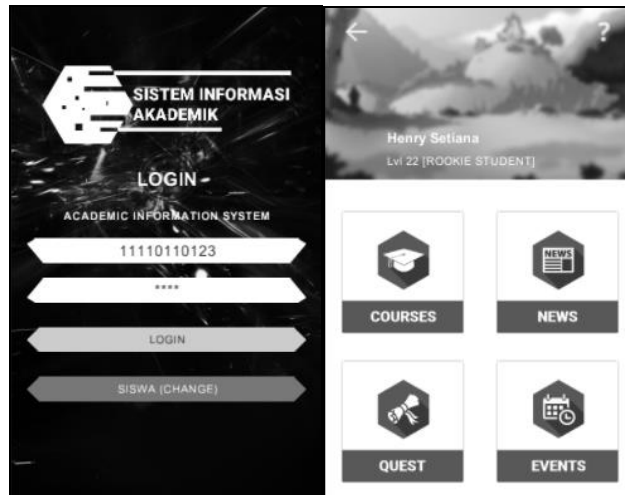 SISTEM INFORMASI
AKADEMIK
LOGIN
ACADEMIC INFORMATION SYSTEM
11110110123
****
LOGIN
SISWA (CHANGE)
?
Henry Setiana
Lvl 22 [ROOKIE STUDENT]
NEWS
COURSES
NEWS
QUEST
EVENTS